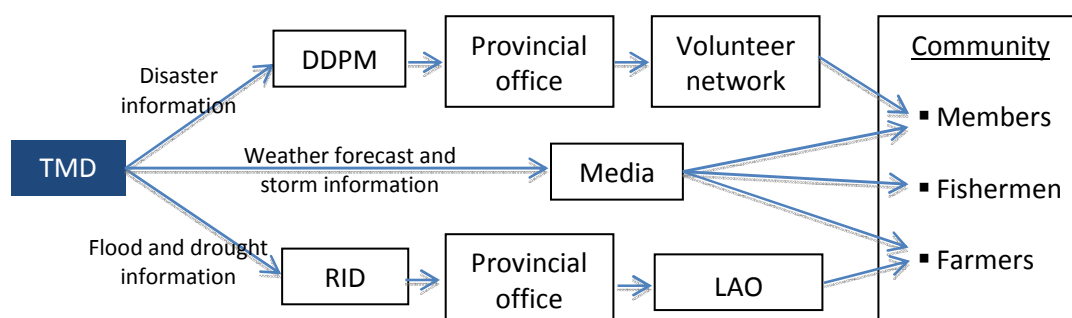 DDPM
Provincial
office
Volunteer
network
Community
Disaster
information
▪ Members
TMD
Weather forecast and
storm information
Media
▪ Fishermen
Flood and drought
information
RID
Provincial
office
LAO
▪ Farmers